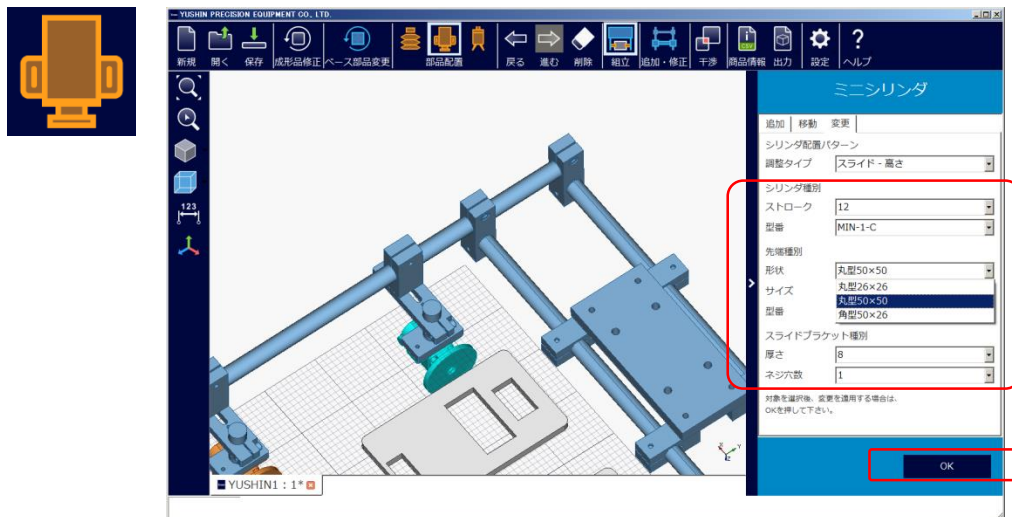 YUSHIN PRECISION EQUIPMENT CO., LTD.
新規 開く 保存 成形品修正 ベース部品変更 部品配置 戻る 進む 削除 組立 追加・修正 干渉 商品情報 出力 設定 ヘルプ
123
ミニシリンダ
追加 移動 変更
シリンダ配置パターン
調整タイプ スライド - 高さ
シリンダ種別
ストローク 12
型番 MIN-1-C
先端種別
形状 丸型50×50
サイズ 丸型26×26
丸型50×50
型番 角型50×26
スライドブラケット種別
厚さ 8
ネジ穴数 1
対象を選択後、変更を適用する場合は、
OKを押して下さい。
OK
X Y Z
YUSHIN1 : 1*